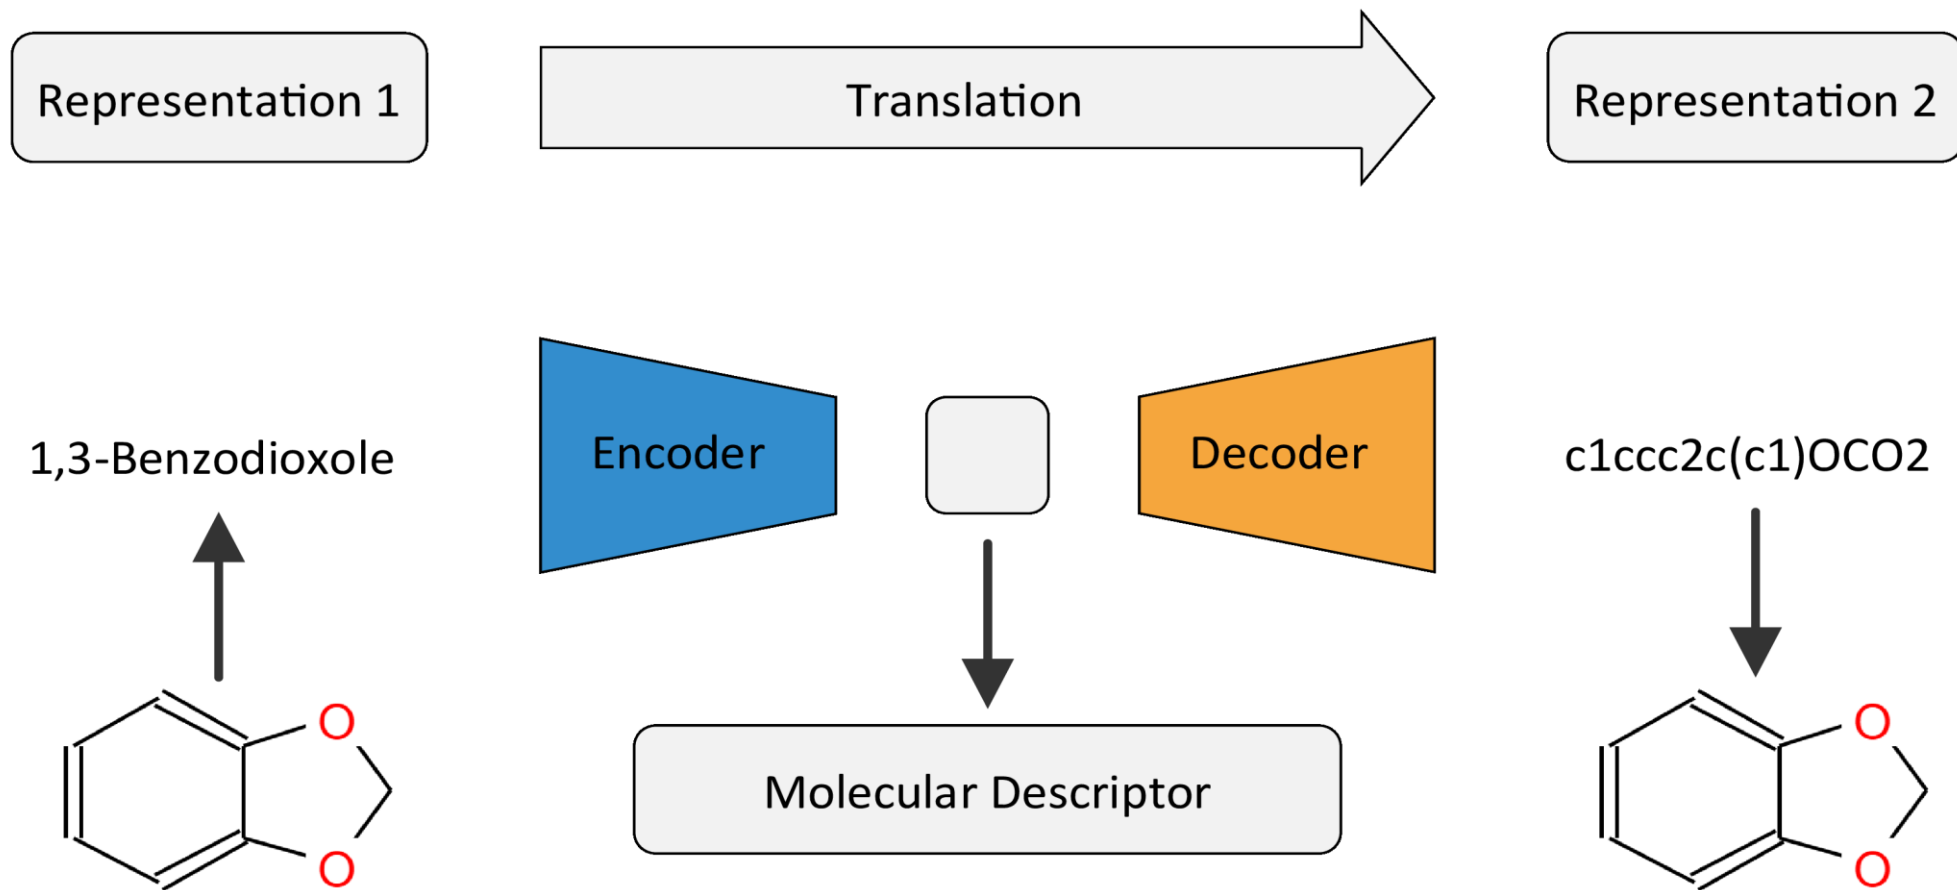 Representation 1
Translation
Representation 2
1,3-Benzodioxole
Encoder
Decoder
c1ccc2c(c1)OCO2
O
O
Molecular Descriptor
O
O